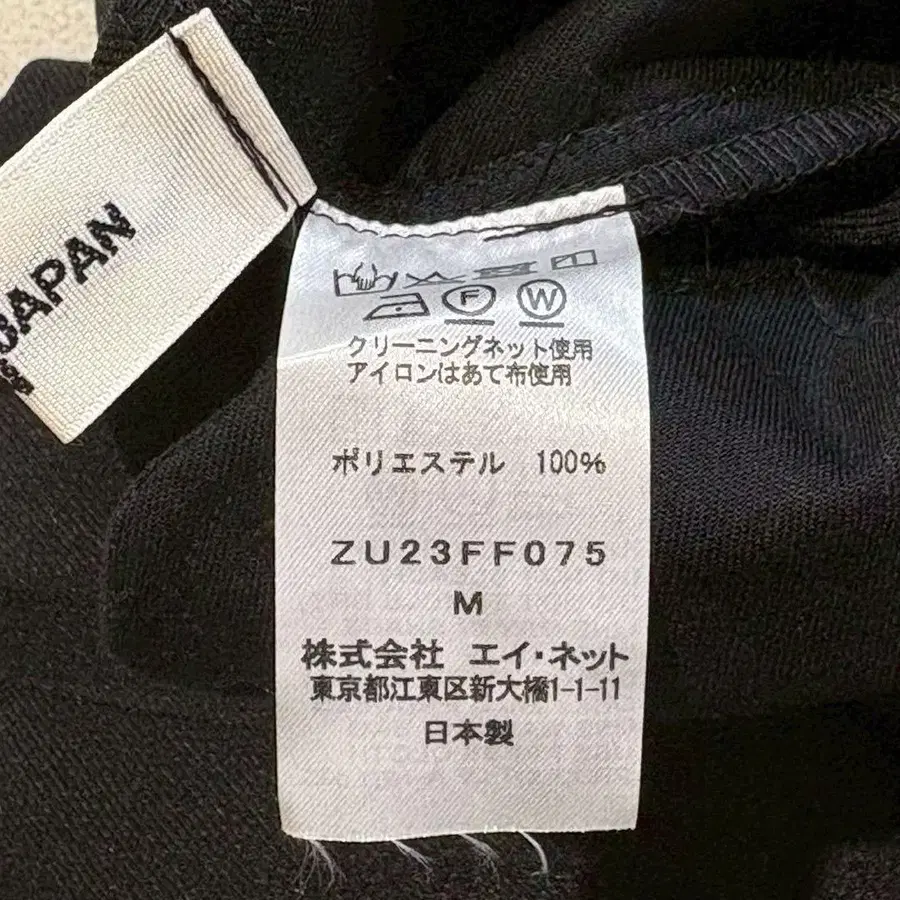 JAPAN
F W
クリーニングネット使用
アイロンはあて布使用
ポリエステル 100%
ZU23FF075
M
株式会社 エイ・ネット
東京都江東区新大橋1-1-11
日本製